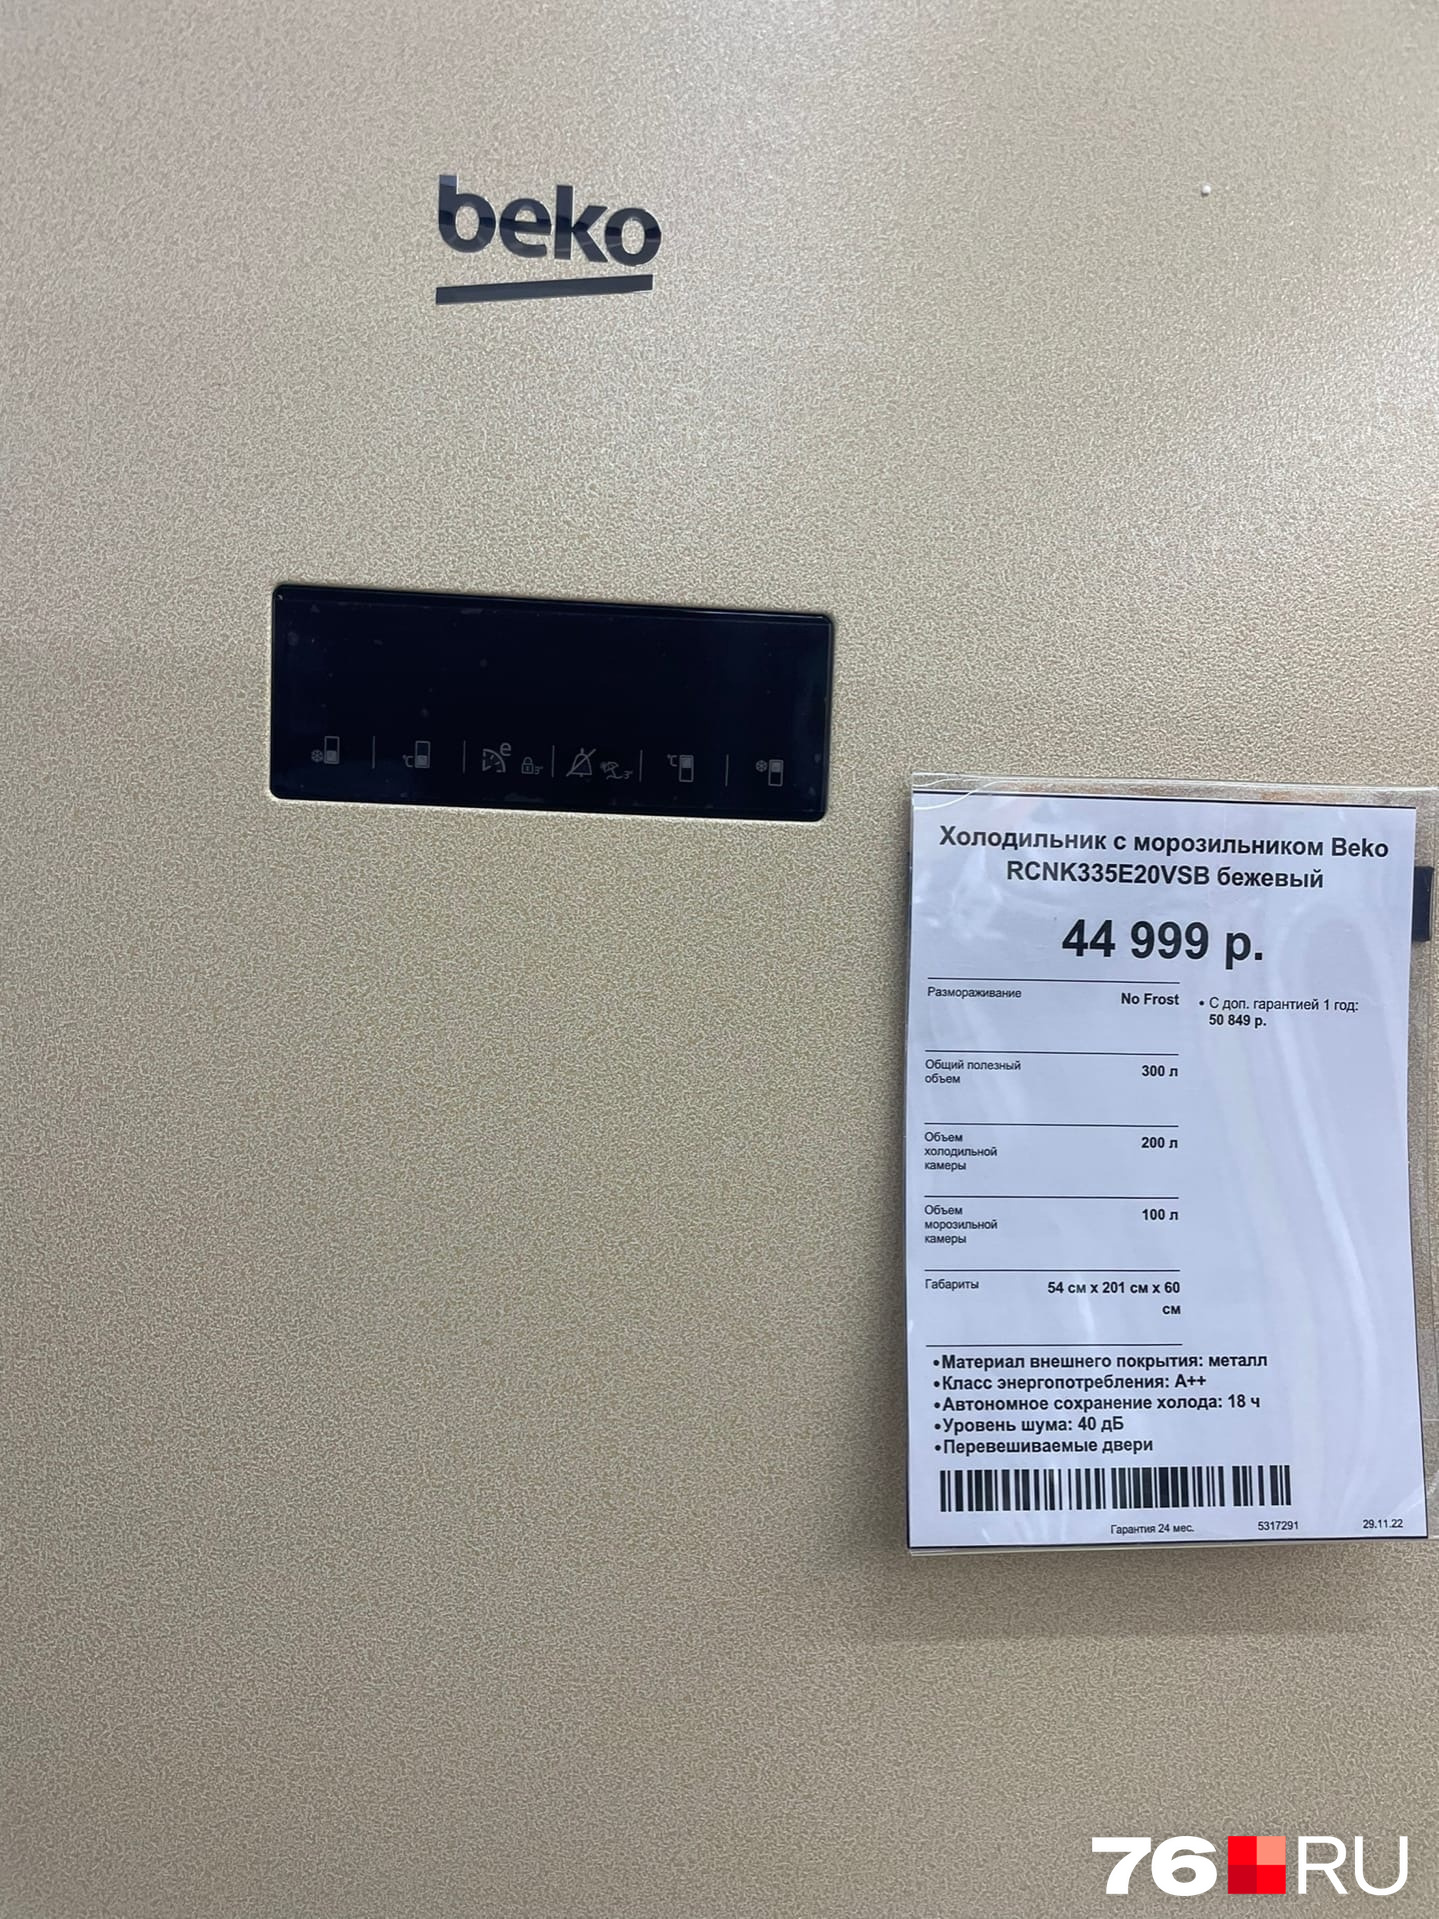 beko
Холодильник с морозильником Beko
RCNK335E20VSB бежевый
44 999 р.
Размораживание No Frost
• С доп. гарантией 1 год:
50 849 р.
Общий полезный
объем
300 л
Объем
холодильной
камеры
200 л
Объем
морозильной
камеры
100 л
Габариты
54 см x 201 см x 60
см
•Материал внешнего покрытия: металл
•Класс энергопотребления: A++
•Автономное сохранение холода: 18 ч
•Уровень шума: 40 дБ
•Перевешиваемые двери
Гарантия 24 мес. 5317291 29.11.22
76 RU